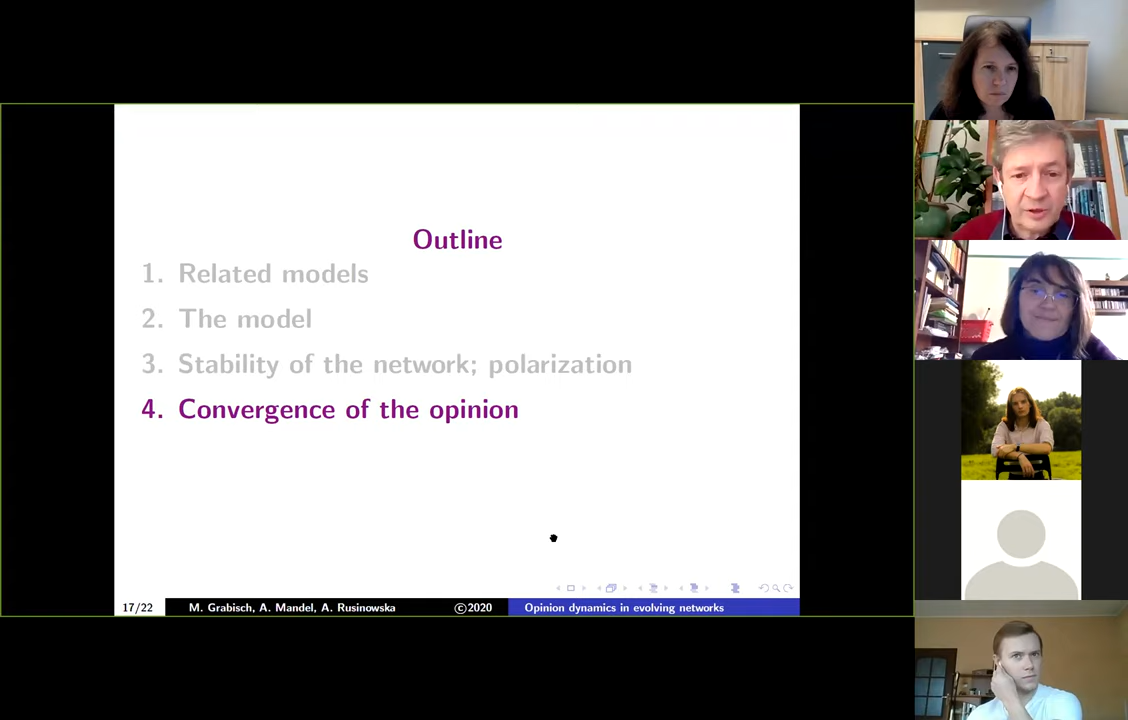 Outline
1. Related models
2. The model
3. Stability of the network; polarization
4. Convergence of the opinion
17/22 M. Grabisch, A. Mandel, A. Rusinowska ©2020 Opinion dynamics in evolving networks